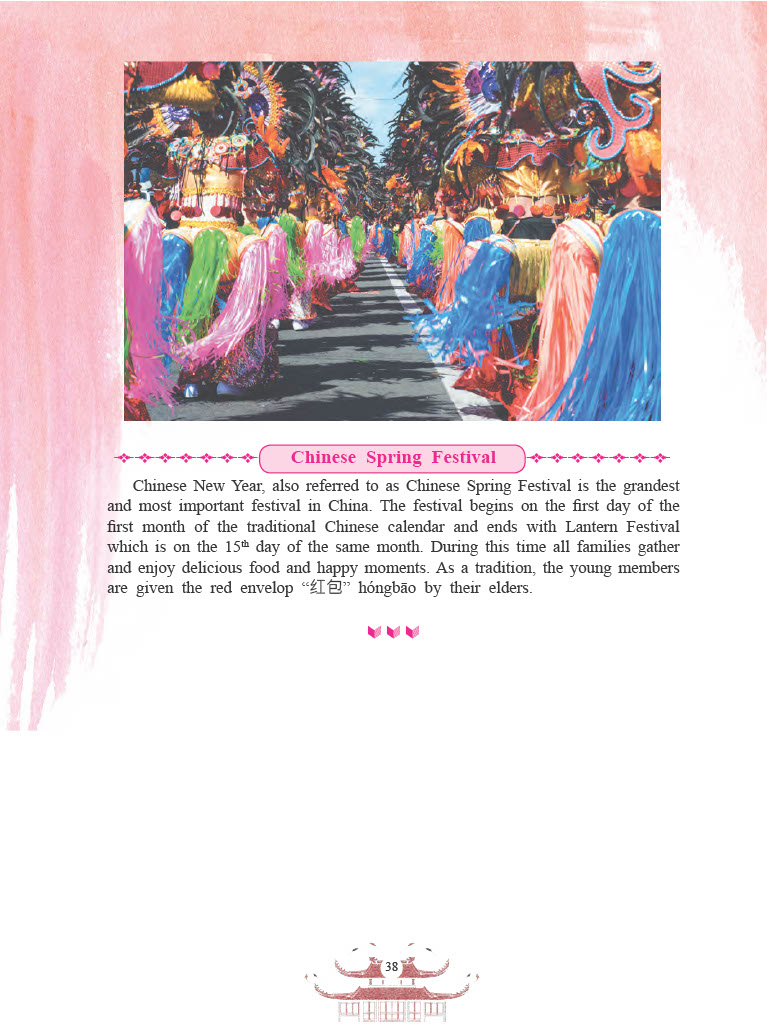 Chinese Spring Festival
Chinese New Year, also referred to as Chinese Spring Festival is the grandest
and most important festival in China. The festival begins on the first day of the
first month of the traditional Chinese calendar and ends with Lantern Festival
which is on the 15th day of the same month. During this time all families gather
and enjoy delicious food and happy moments. As a tradition, the young members
are given the red envelop “红包” hóngbāo by their elders.
38